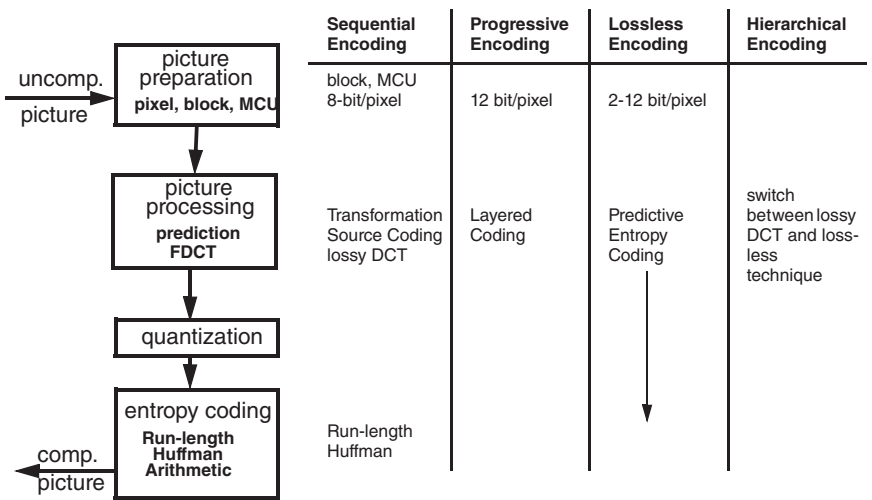 uncomp.
picture
picture
preparation
pixel, block, MCU
picture
processing
prediction
FDCT
quantization
entropy coding
Run-length
Huffman
Arithmetic
comp.
picture
Sequential
Encoding
block, MCU
8-bit/pixel
Transformation
Source Coding
lossy DCT
Run-length
Huffman
Progressive
Encoding
12 bit/pixel
Layered
Coding
Lossless
Encoding
2-12 bit/pixel
Predictive
Entropy
Coding
Hierarchical
Encoding
switch
between lossy
DCT and loss-
less
technique